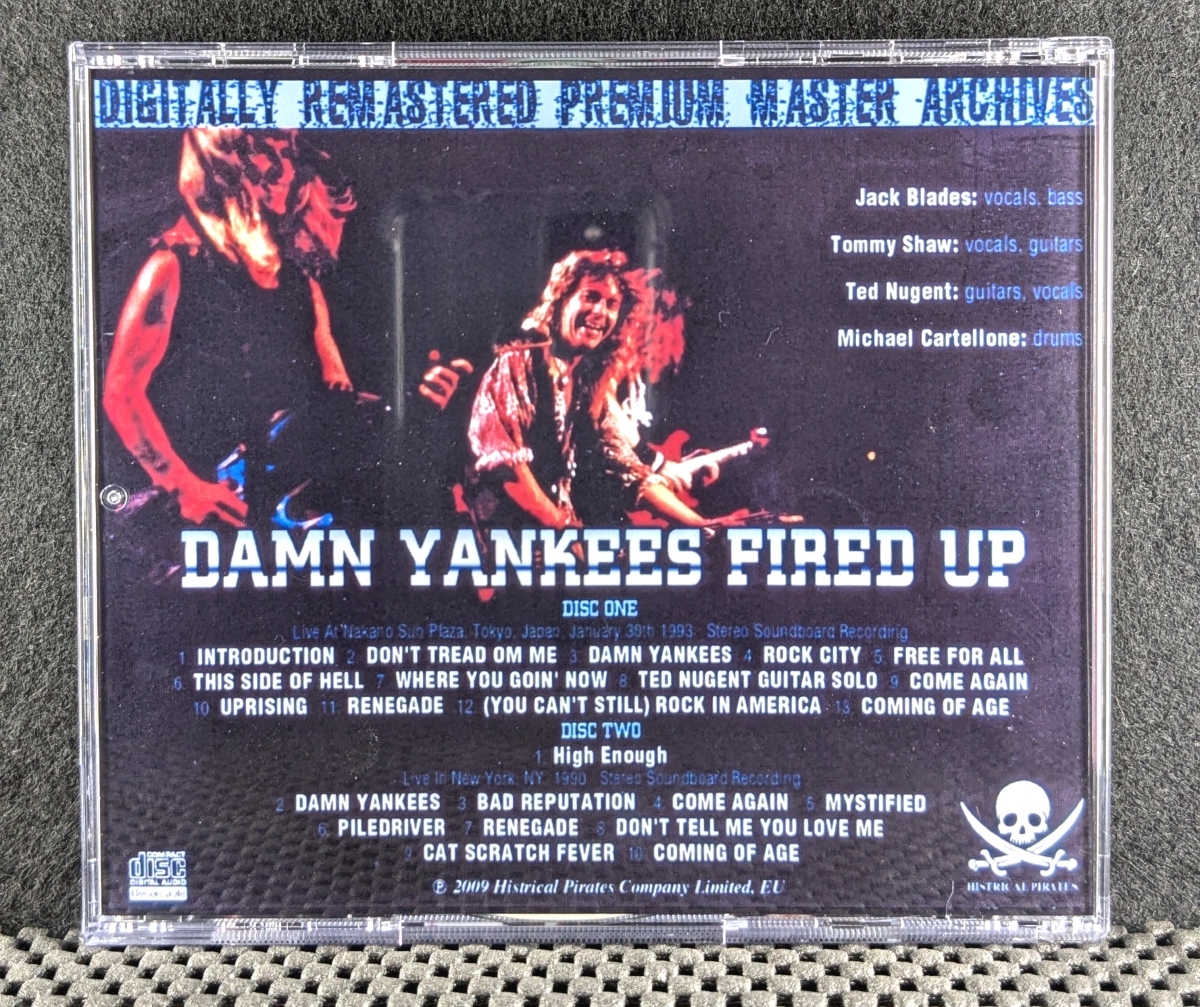 DIGITALLY REMASTERED PREMIUM MASTER ARCHIVES
Jack Blades: vocals, bass
Tommy Shaw: vocals, guitars
Ted Nugent: guitars, vocals
Michael Cartellone: drums
DAMN YANKEES FIRED UP
DISC ONE
Live At Nakano Sun Plaza, Tokyo, Japan, January 30th 1993 Stereo Soundboard Recording
1 INTRODUCTION 2 DON'T TREAD OM ME 3 DAMN YANKEES 4 ROCK CITY 5 FREE FOR ALL
6 THIS SIDE OF HELL 7 WHERE YOU GOIN' NOW 8 TED NUGENT GUITAR SOLO 9 COME AGAIN
10 UPRISING 11 RENEGADE 12 (YOU CAN'T STILL) ROCK IN AMERICA 13 COMING OF AGE
DISC TWO
1 High Enough
Live In New York, NY, 1990 Stereo Soundboard Recording
2 DAMN YANKEES 3 BAD REPUTATION 4 COME AGAIN 5 MYSTIFIED
6 PILEDRIVER 7 RENEGADE 8 DON'T TELL ME YOU LOVE ME
9 CAT SCRATCH FEVER 10 COMING OF AGE
COMPACT
disc
DIGITAL AUDIO
℗ 2009 Histrical Pirates Company Limited, EU
HISTRICAL PIRATES